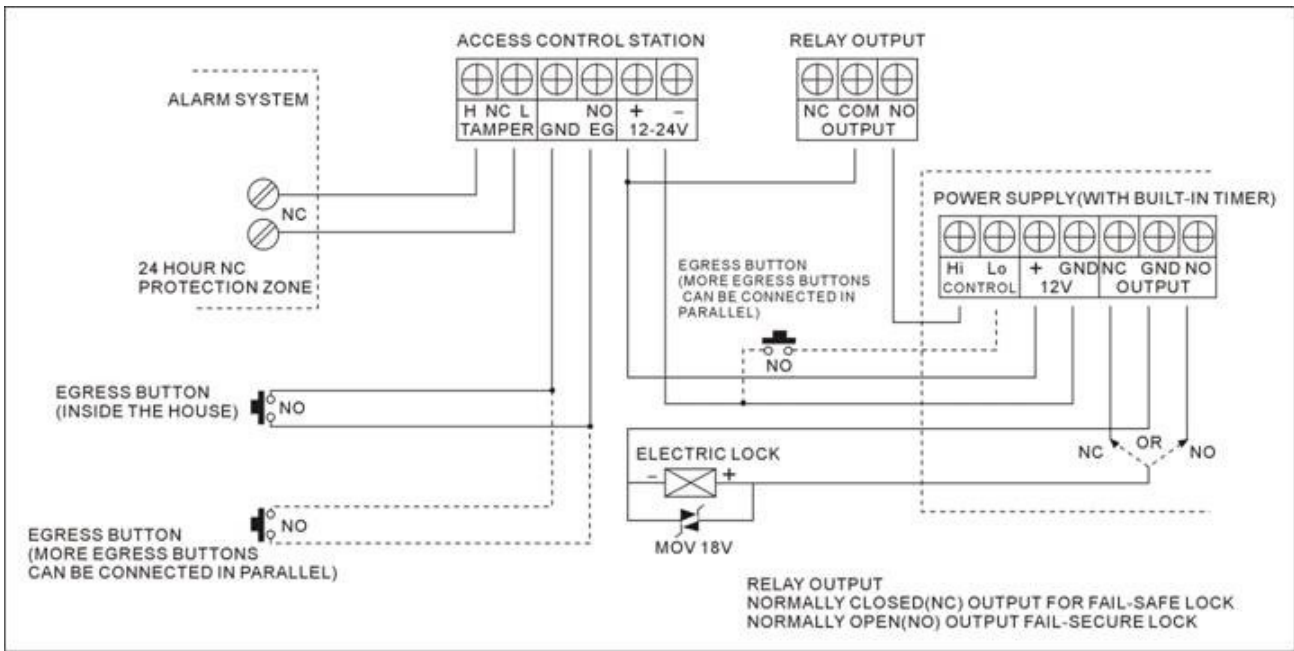 ACCESS CONTROL STATION
H NC L NO + –
TAMPER GND EG 12-24V
RELAY OUTPUT
NC COM NO
OUTPUT
ALARM SYSTEM
NC
24 HOUR NC
PROTECTION ZONE
POWER SUPPLY(WITH BUILT-IN TIMER)
Hi Lo + GND NC GND NO
CONTROL 12V OUTPUT
EGRESS BUTTON
(MORE EGRESS BUTTONS
CAN BE CONNECTED IN
PARALLEL)
NO
EGRESS BUTTON
(INSIDE THE HOUSE)
NO
NC OR NO
ELECTRIC LOCK
– +
MOV 18V
NO
EGRESS BUTTON
(MORE EGRESS BUTTONS
CAN BE CONNECTED IN PARALLEL)
RELAY OUTPUT
NORMALLY CLOSED(NC) OUTPUT FOR FAIL-SAFE LOCK
NORMALLY OPEN(NO) OUTPUT FAIL-SECURE LOCK